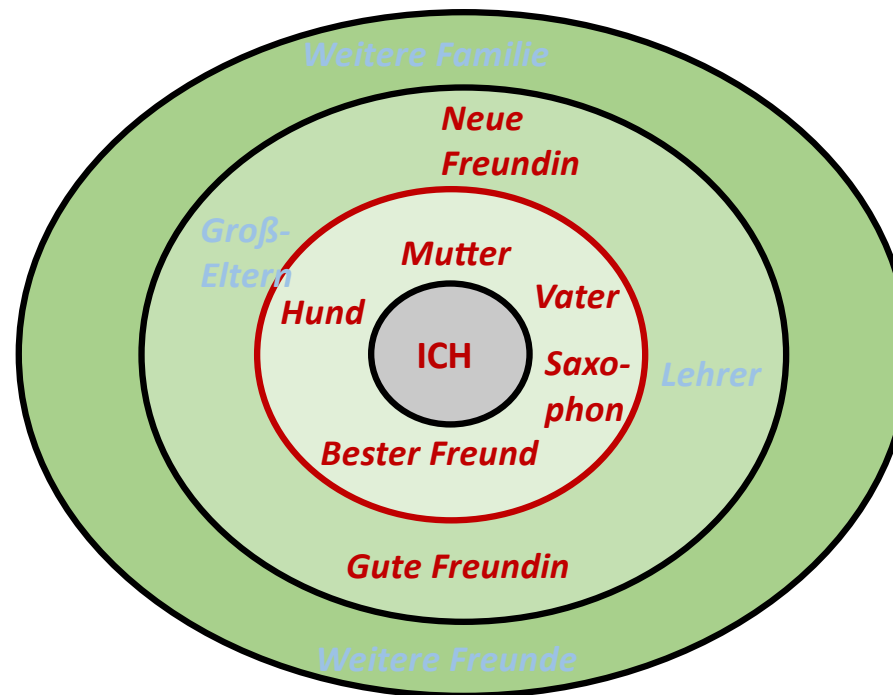 Weitere Familie
Neue
Freundin
Groß-
Eltern
Mutter
Hund
Vater
ICH
Saxo-
phon
Lehrer
Bester Freund
Gute Freundin
Weitere Freunde